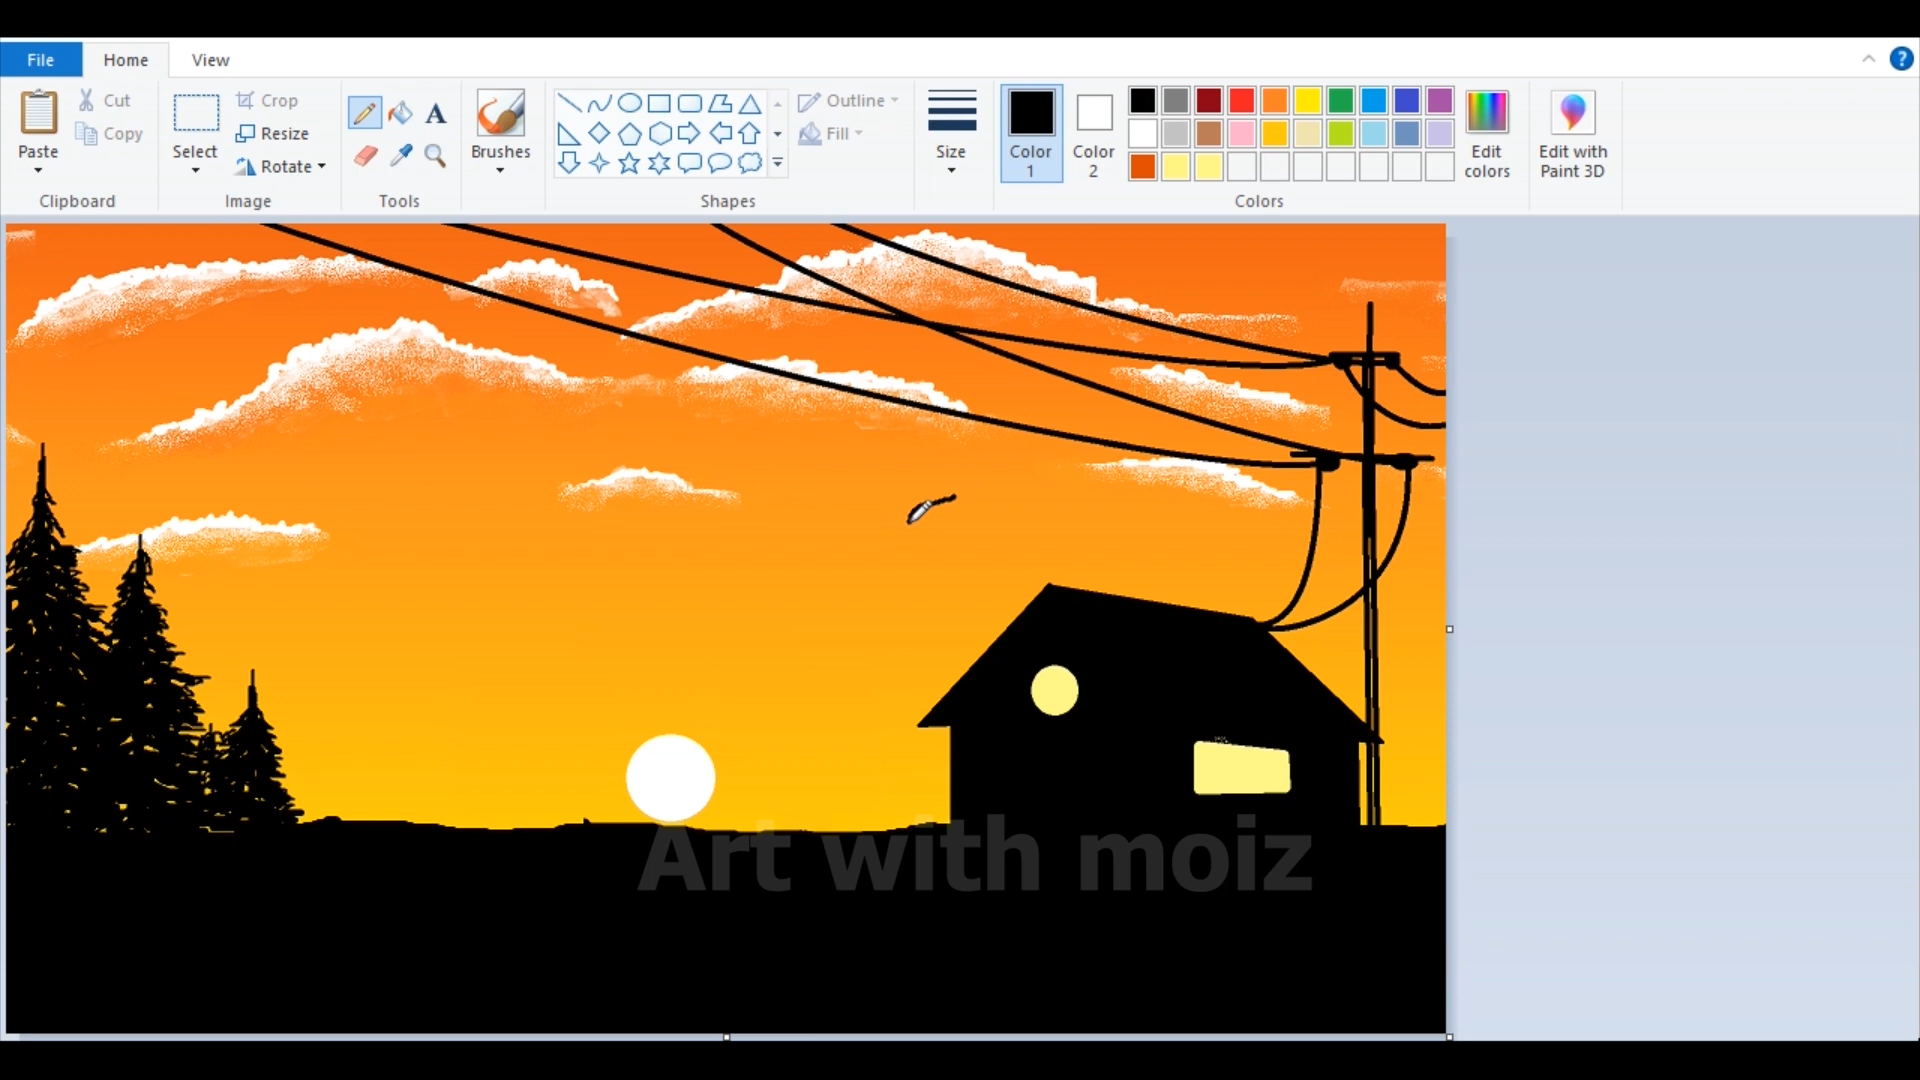 File Home View ?
Paste
Cut
Copy
Clipboard
Select
Crop
Resize
Rotate
Image
A
Tools
Brushes
Shapes
Outline
Fill
Size
Color 1
Color 2
Colors
Edit colors
Edit with Paint 3D
Art with moiz